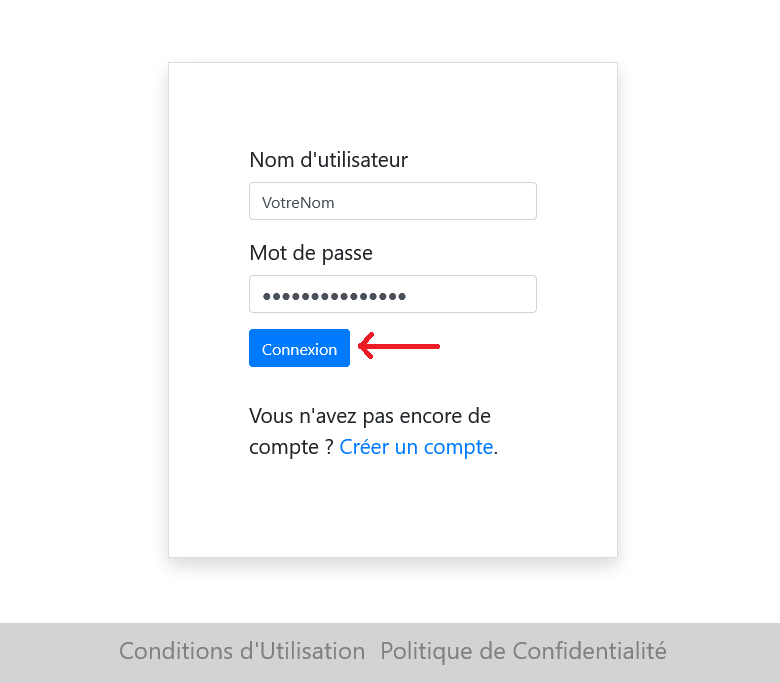 Nom d'utilisateur
VotreNom
Mot de passe
●●●●●●●●●●●●●●●
Connexion
Vous n'avez pas encore de
compte ? Créer un compte.
Conditions d'Utilisation Politique de Confidentialité